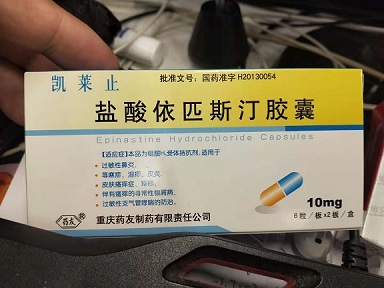 凯莱止
批准文号：国药准字H20130054
盐酸依匹斯汀胶囊
Epinastine Hydrochloride Capsules
【适应症】本品为组胺H₁受体拮抗剂，适用于
过敏性鼻炎，
荨麻疹，湿疹，皮炎，
皮肤瘙痒症，痒疹，
伴有瘙痒的寻常性银屑病，
过敏性支气管哮喘的防治。
10mg
6粒/板×2板/盒
药友
重庆药友制药有限责任公司